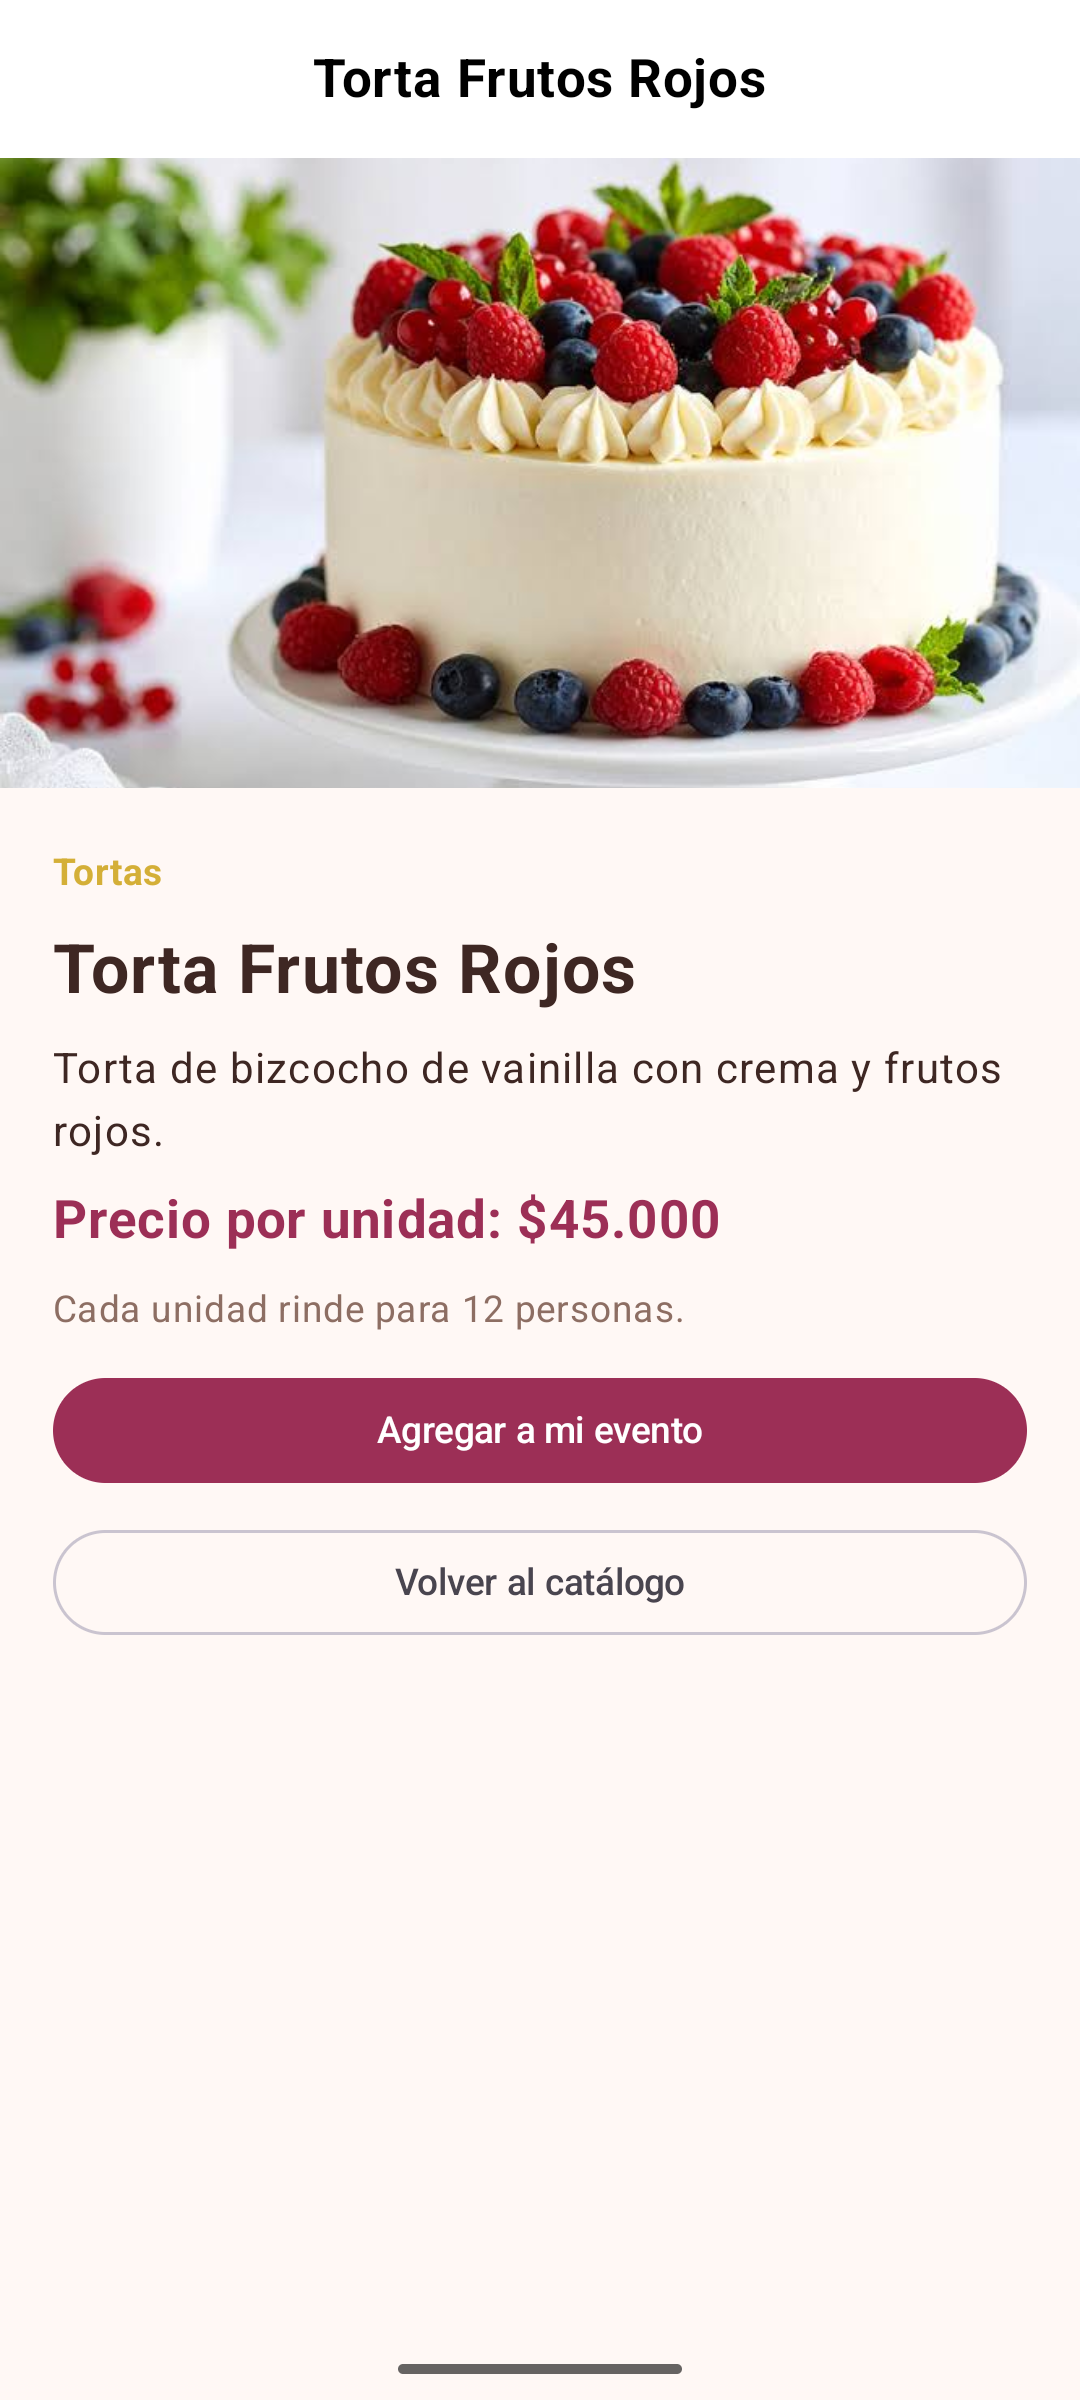 Torta Frutos Rojos
Tortas
Torta Frutos Rojos
Torta de bizcocho de vainilla con crema y frutos
rojos.
Precio por unidad: $45.000
Cada unidad rinde para 12 personas.
Agregar a mi evento
Volver al catálogo